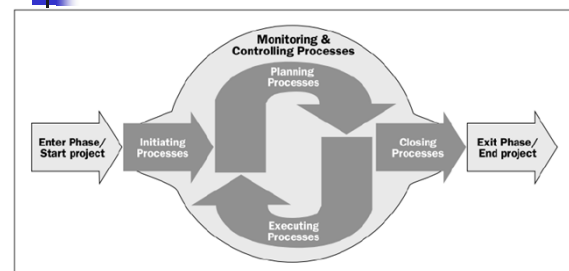 Monitoring &
Controlling Processes
Planning
Processes
Enter Phase/
Start project
Initiating
Processes
Closing
Processes
Exit Phase/
End project
Executing
Processes